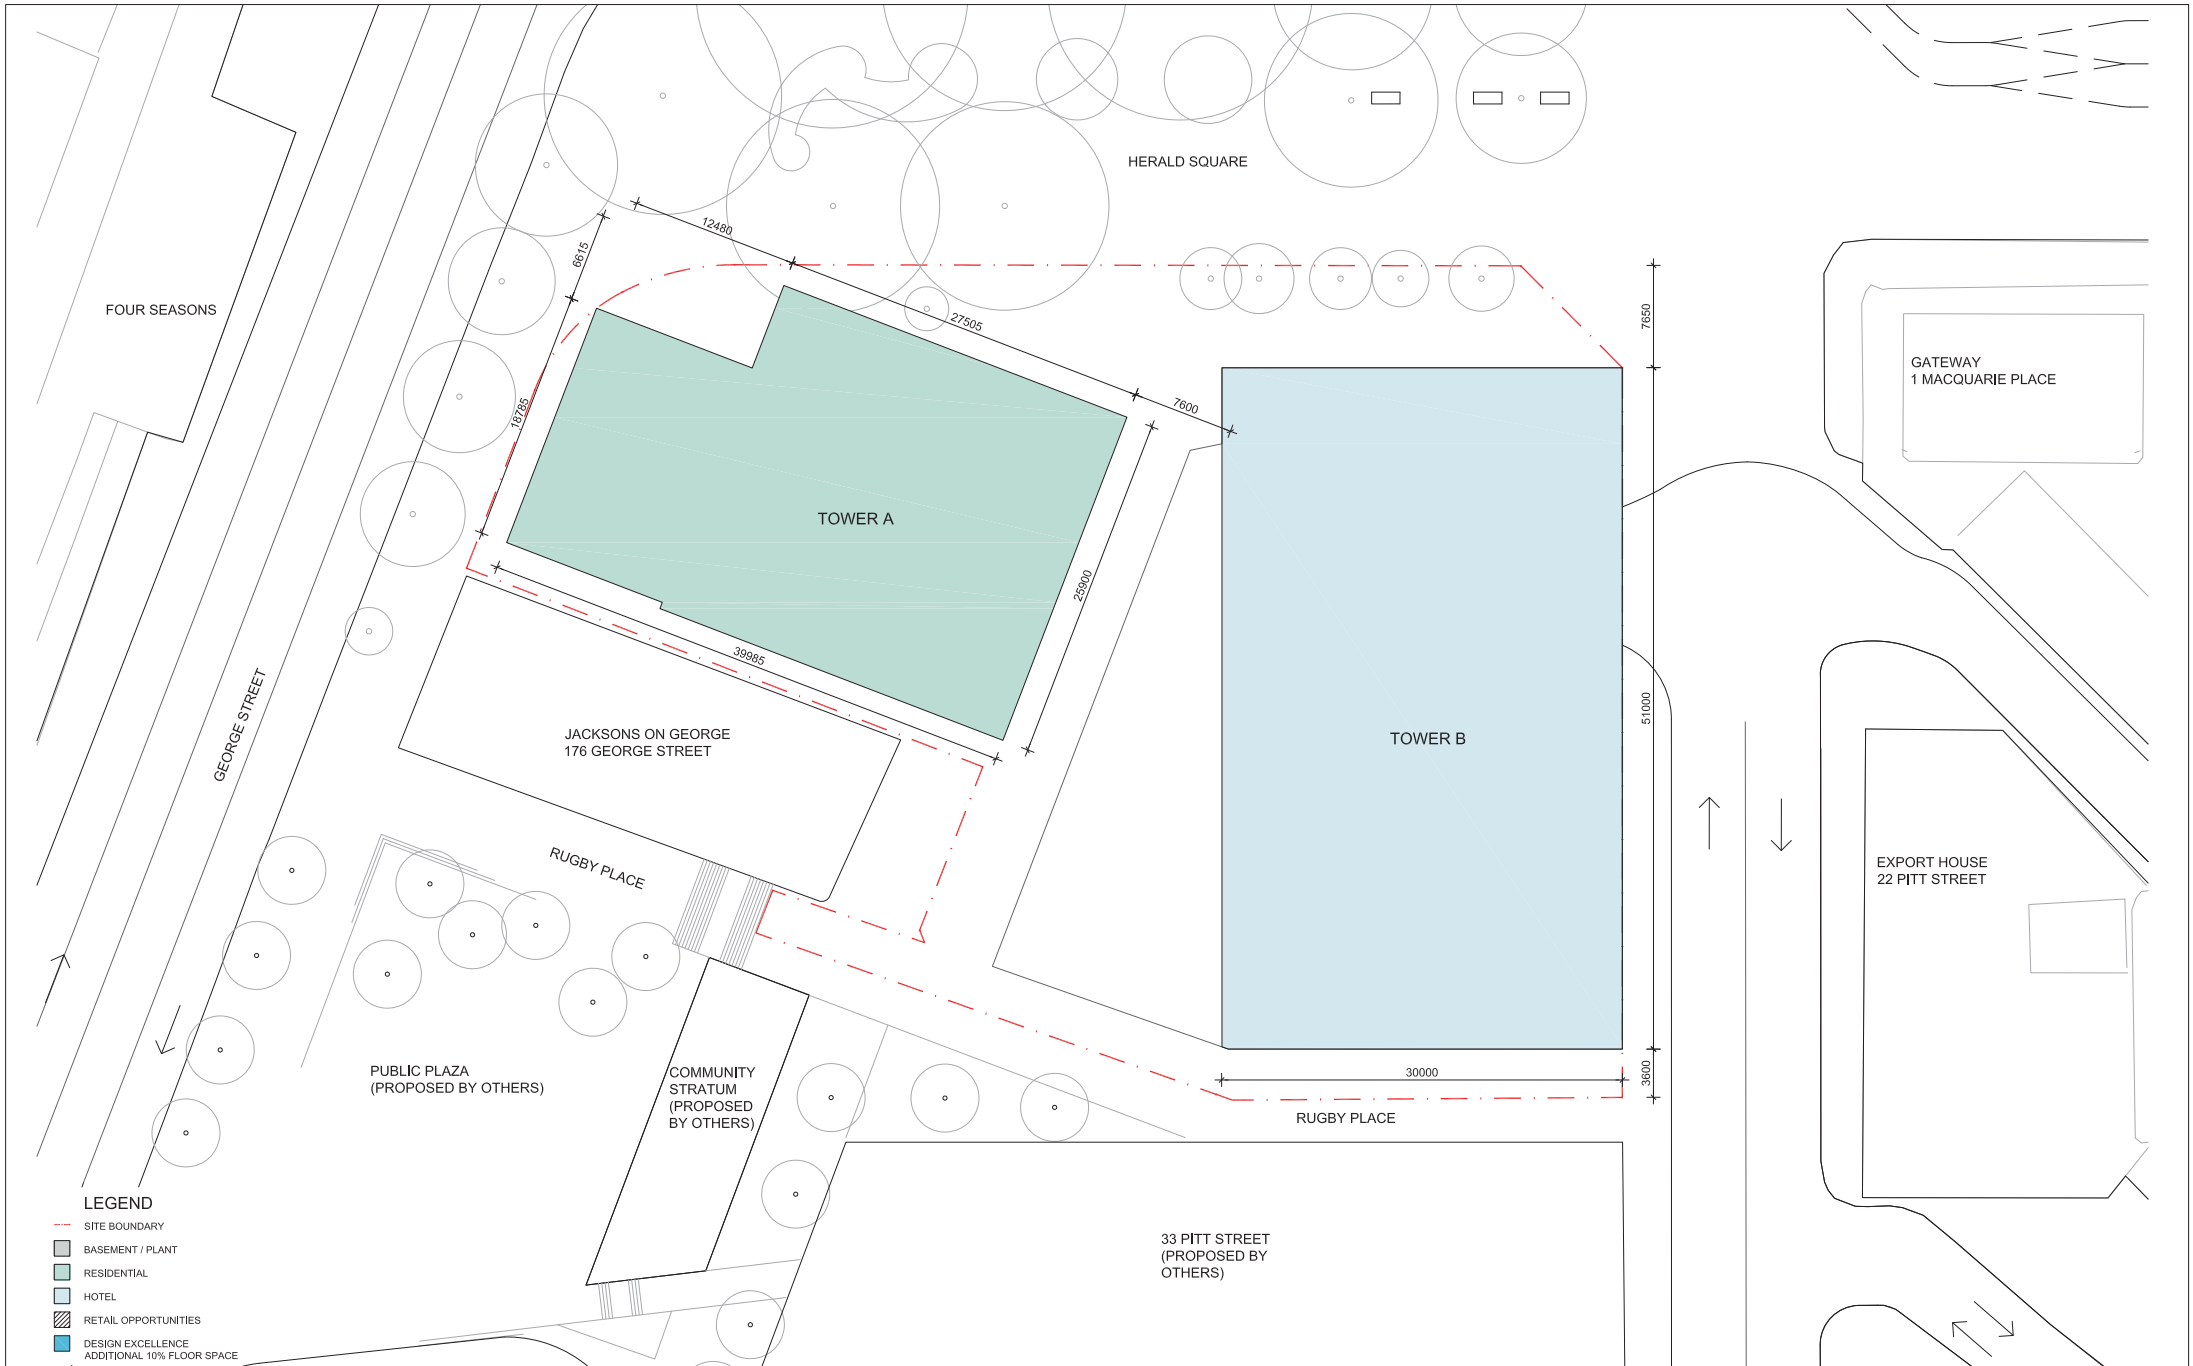 HERALD SQUARE
12480
6615
FOUR SEASONS
27505
7650
GATEWAY
1 MACQUARIE PLACE
7600
18785
TOWER A
25900
39985
GEORGE STREET
JACKSONS ON GEORGE
176 GEORGE STREET
TOWER B
51000
RUGBY PLACE
EXPORT HOUSE
22 PITT STREET
PUBLIC PLAZA
(PROPOSED BY OTHERS)
COMMUNITY
STRATUM
(PROPOSED
BY OTHERS)
30000
3600
RUGBY PLACE
33 PITT STREET
(PROPOSED BY
OTHERS)
LEGEND
SITE BOUNDARY
BASEMENT / PLANT
RESIDENTIAL
HOTEL
RETAIL OPPORTUNITIES
DESIGN EXCELLENCE
ADDITIONAL 10% FLOOR SPACE